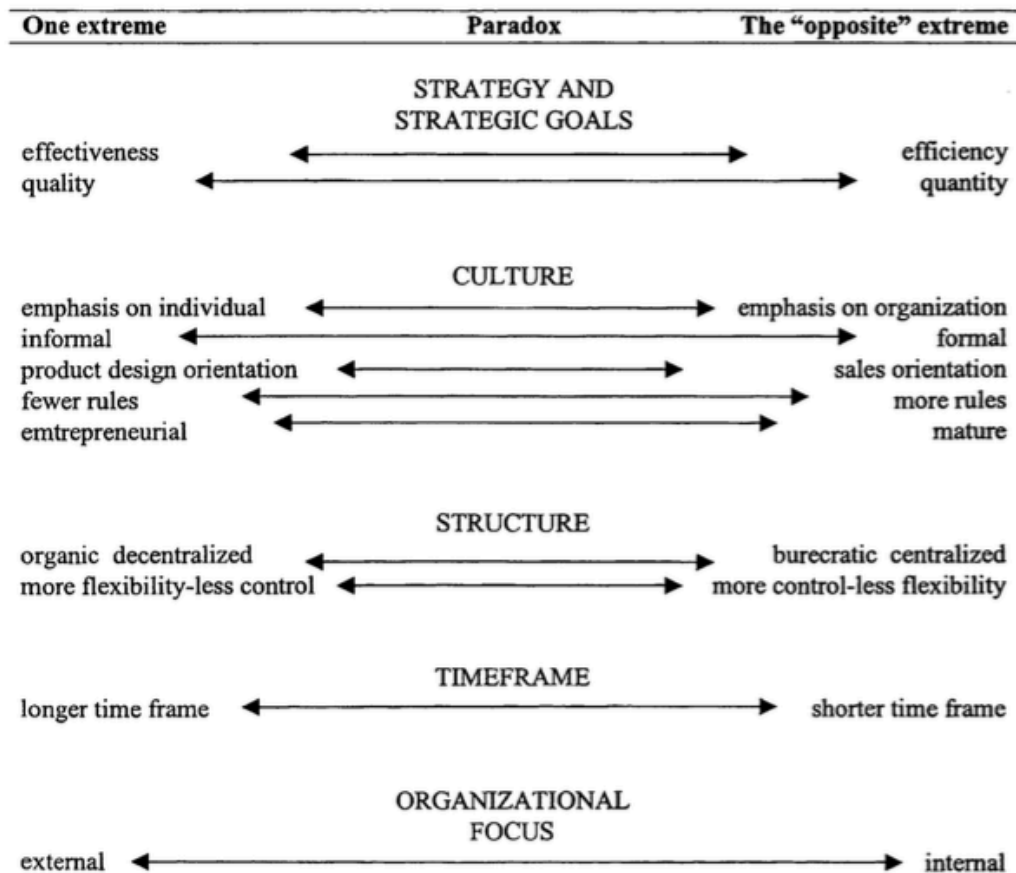 One extreme Paradox The "opposite" extreme
STRATEGY AND
STRATEGIC GOALS
effectiveness efficiency
quality quantity
CULTURE
emphasis on individual emphasis on organization
informal formal
product design orientation sales orientation
fewer rules more rules
emtrepreneurial mature
STRUCTURE
organic decentralized burecratic centralized
more flexibility-less control more control-less flexibility
TIMEFRAME
longer time frame shorter time frame
ORGANIZATIONAL
FOCUS
external internal